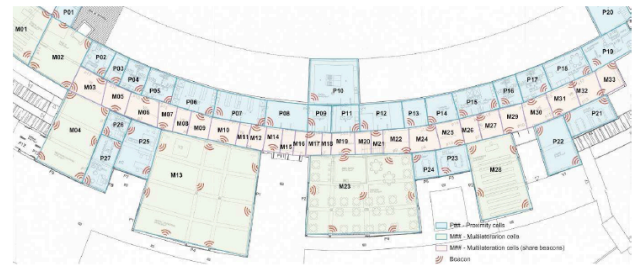 M01
M02
P01
P02
P03
P04
P05
P06
P07
P08
P09
P10
P11
P12
P13
P14
P15
P16
P17
P18
P19
P20
M03
M05
M06
M07
M08
M09
M10
M11
M12
M14
M15
M16
M17
M18
M19
M20
M21
M22
M24
M25
M26
M27
M29
M30
M31
M32
M33
M04
P26
P25
P27
M13
M23
P24
P23
M28
P22
P21
P## - Proximity cells
M## - Multilateration cells
M## - Multilateration cells (share beacons)
Beacon